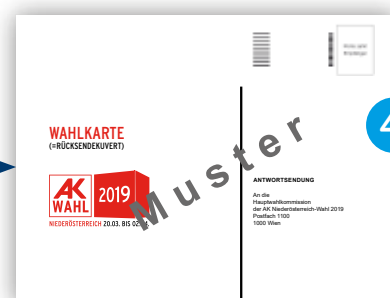 WAHLKARTE
(=RÜCKSENDEKUVERT)
AK
WAHL
2019
NIEDERÖSTERREICH 20.03. BIS
Muster
4
ANTWORTSENDUNG
An die
Hauptwahlkommission
der AK Niederösterreich-Wahl 2019
Postfach 1100
1000 Wien